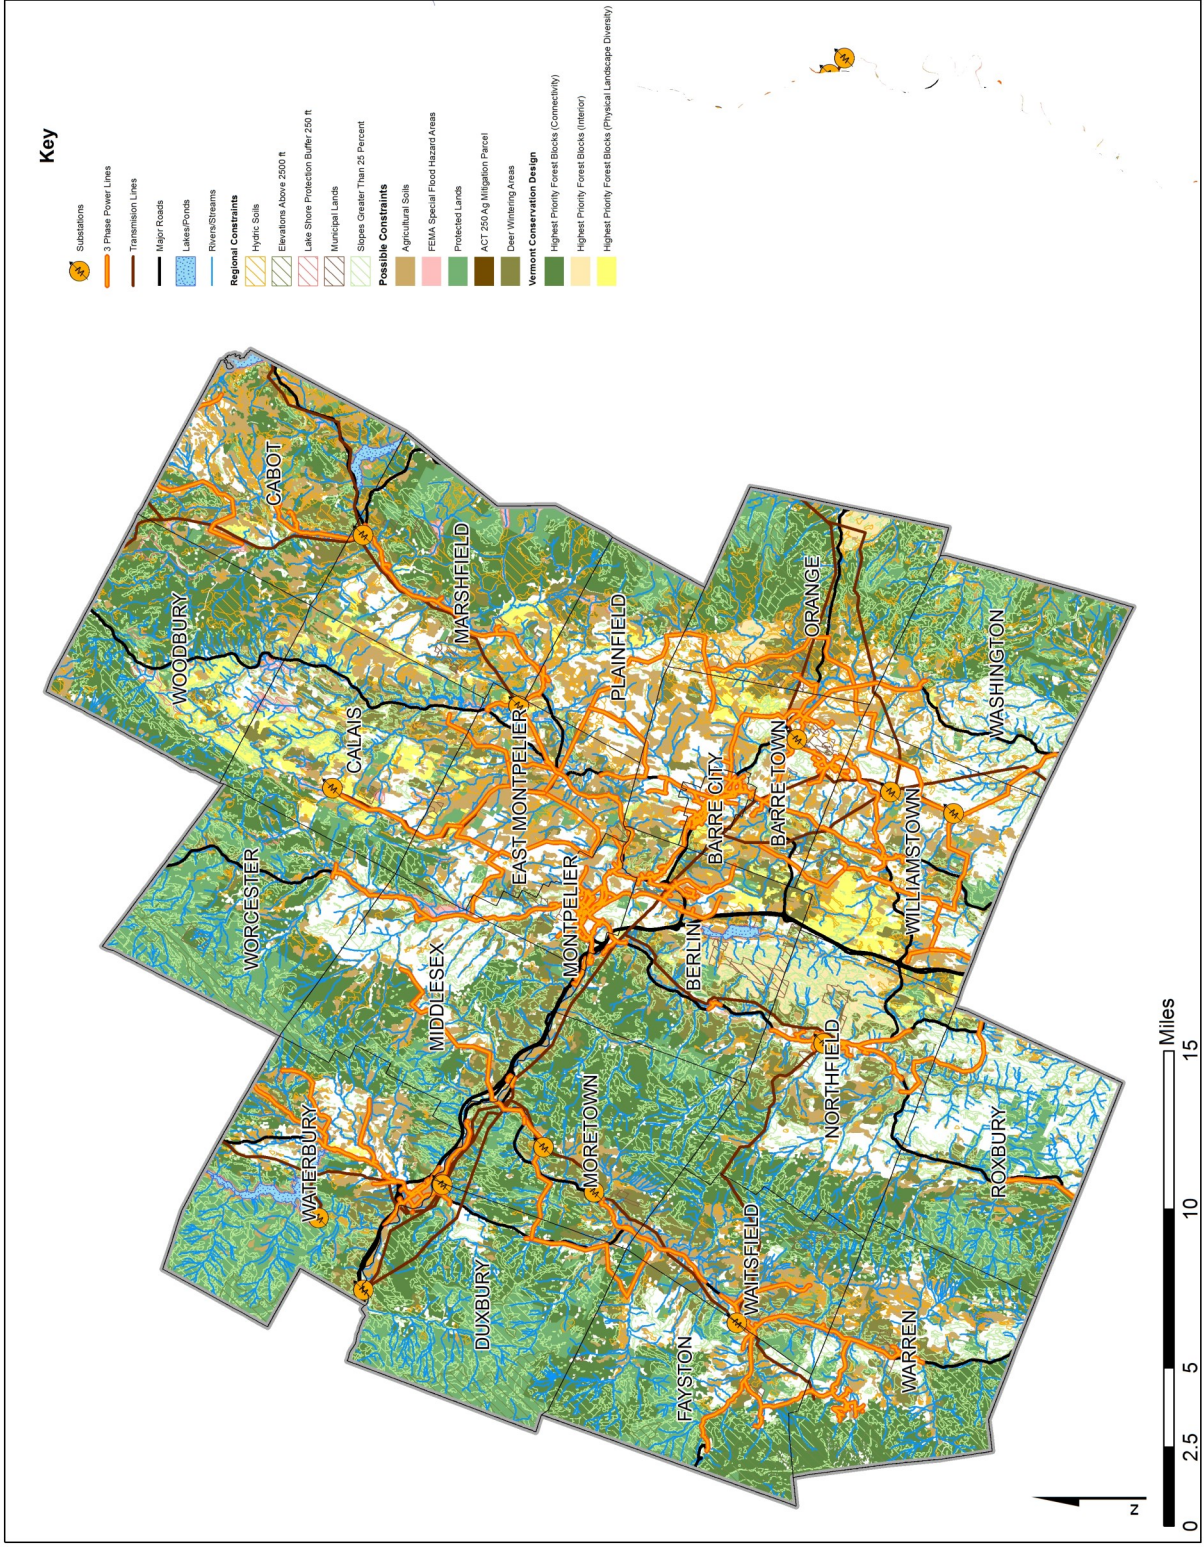 Key
Substations
3 Phase Power Lines
Transmision Lines
Major Roads
Lakes/Ponds
Rivers/Streams
Regional Constraints
Hydric Soils
Elevations Above 2500 ft
Lake Shore Protection Buffer 250 ft
Municipal Lands
Slopes Greater Than 25 Percent
Possible Constraints
Agricultural Soils
FEMA Special Flood Hazard Areas
Protected Lands
ACT 250 Ag Mitigation Parcel
Deer Wintering Areas
Vermont Conservation Design
Highest Priority Forest Blocks (Connectivity)
Highest Priority Forest Blocks (Interior)
Highest Priority Forest Blocks (Physical Landscape Diversity)
CABOT
WOODBURY
MARSHFIELD
CALAIS
PLAINFIELD
ORANGE
WORCESTER
EAST MONTPELIER
WASHINGTON
BARRE CITY
BARRE TOWN
MIDDLESEX
MONTPELIER
WILLIAMSTOWN
BERLIN
WATERBURY
MORETOWN
NORTHFIELD
ROXBURY
DUXBURY
WAITSFIELD
FAYSTON
WARREN
Z
0
2.5
5
10
15
Miles